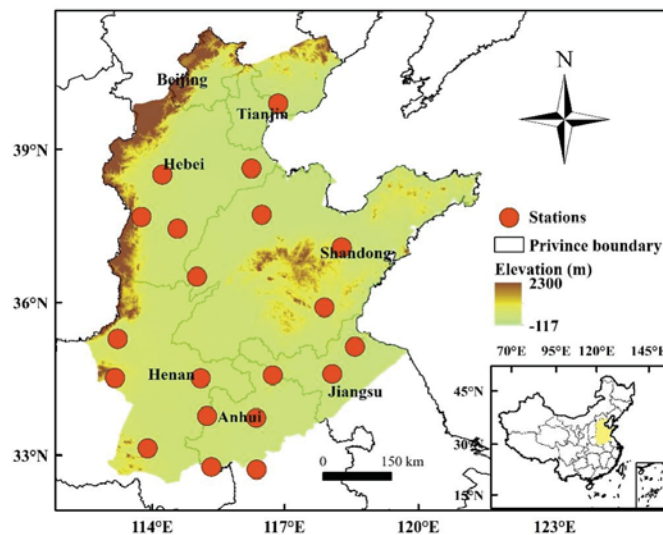 Beijing
Tianjin
Hebei
Shandong
Henan
Jiangsu
Anhui
39°N
36°N
33°N
114°E
117°E
120°E
123°E
0
150 km
N
Stations
Privince boundary
Elevation (m)
2300
-117
70°E
95°E
120°E
145°E
45°N
30°N
15°N